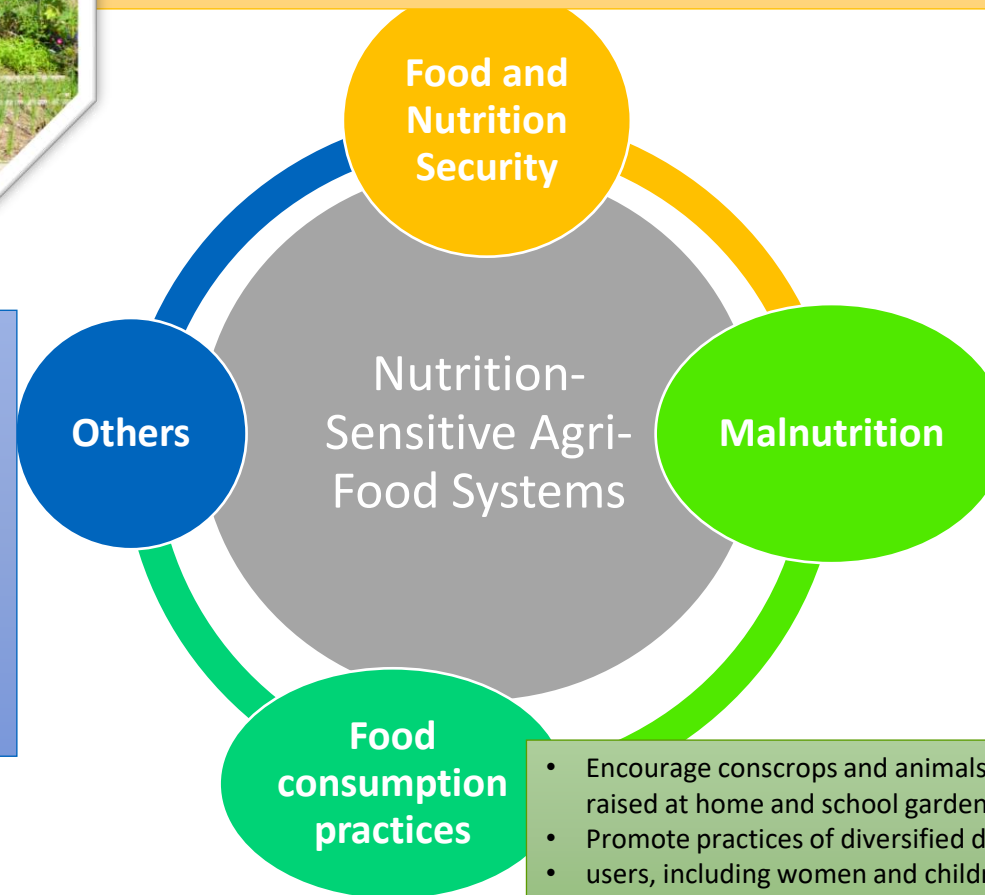 Food and
Nutrition
Security
Nutrition-
Sensitive Agri-
Food Systems
Others
Malnutrition
Food
consumption
practices
• Encourage conscrops and animals
raised at home and school garden
• Promote practices of diversified d
• users, including women and childr